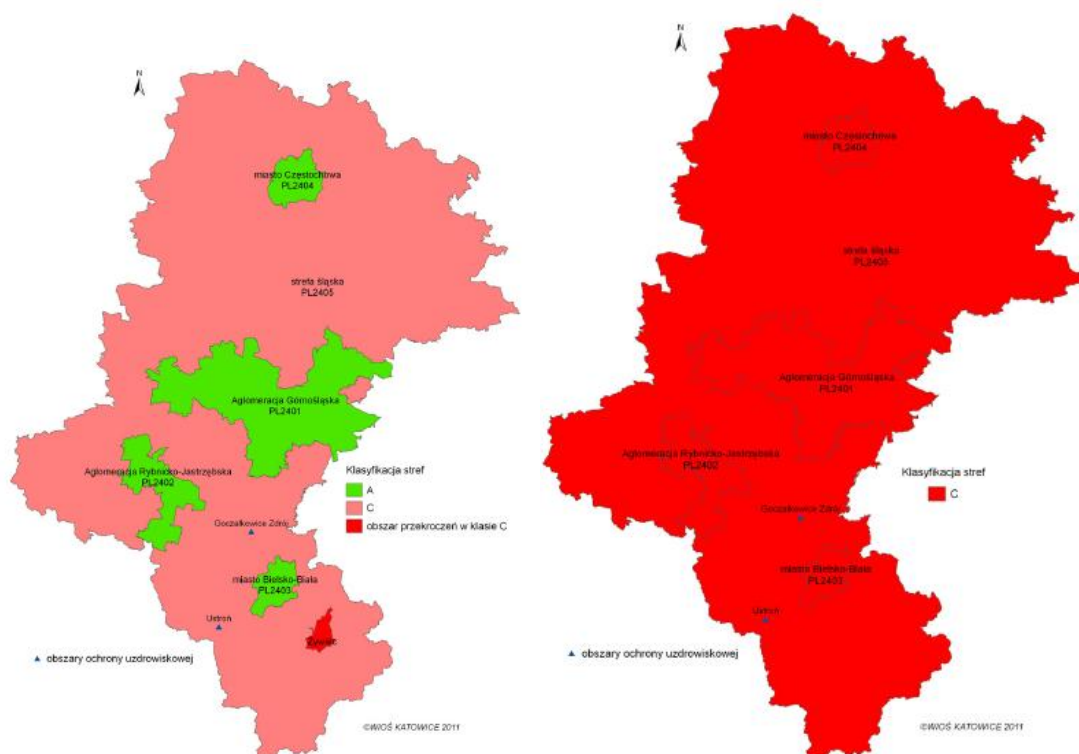 N
miasto Częstochowa
PL2404
strefa śląska
PL2405
Aglomeracja Górnośląska
PL2401
Aglomeracja Rybnicko-Jastrzębska
PL2402
Klasyfikacja stref
A
C
obszar przekroczeń w klasie C
Goczałkowice Zdrój
miasto Bielsko-Biała
PL2403
Ustroń
Żywiec
obszary ochrony uzdrowiskowej
©WIOŚ KATOWICE 2011
N
miasto Częstochowa
PL2404
strefa śląska
PL2405
Aglomeracja Górnośląska
PL2401
Aglomeracja Rybnicko-Jastrzębska
PL2402
Klasyfikacja stref
C
Goczałkowice Zdrój
miasto Bielsko-Biała
PL2403
Ustroń
obszary ochrony uzdrowiskowej
©WIOŚ KATOWICE 2011